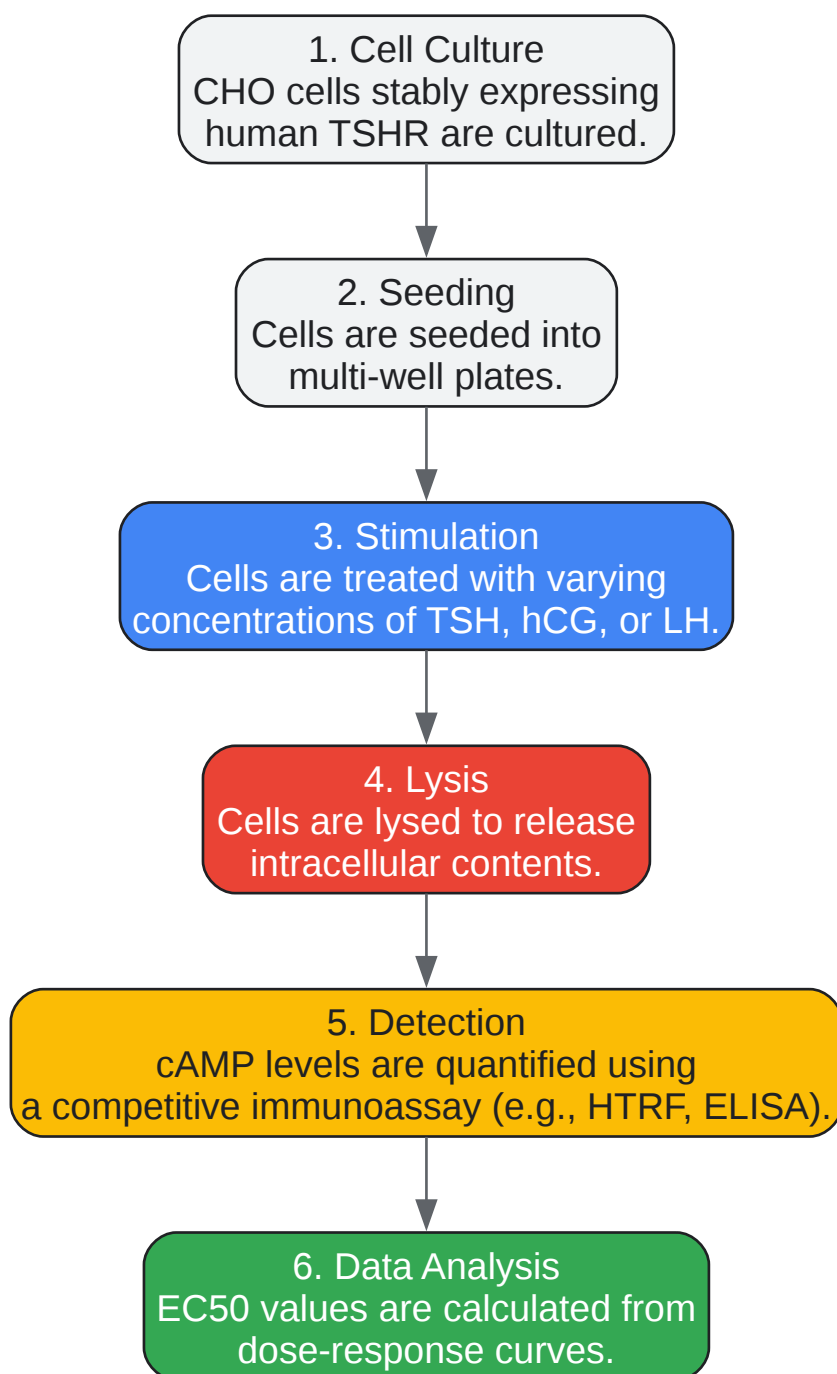 1. Cell Culture
CHO cells stably expressing
human TSHR are cultured.
2. Seeding
Cells are seeded into
multi-well plates.
3. Stimulation
Cells are treated with varying
concentrations of TSH, hCG, or LH.
4. Lysis
Cells are lysed to release
intracellular contents.
5. Detection
cAMP levels are quantified using
a competitive immunoassay (e.g., HTRF, ELISA).
6. Data Analysis
EC50 values are calculated from
dose-response curves.